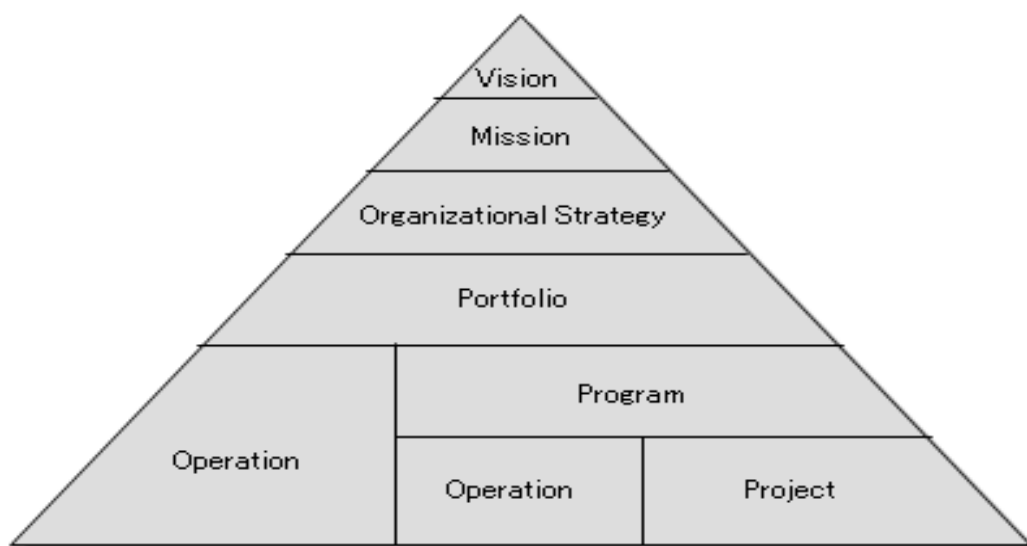 Vision
Mission
Organizational Strategy
Portfolio
Program
Operation
Operation
Project